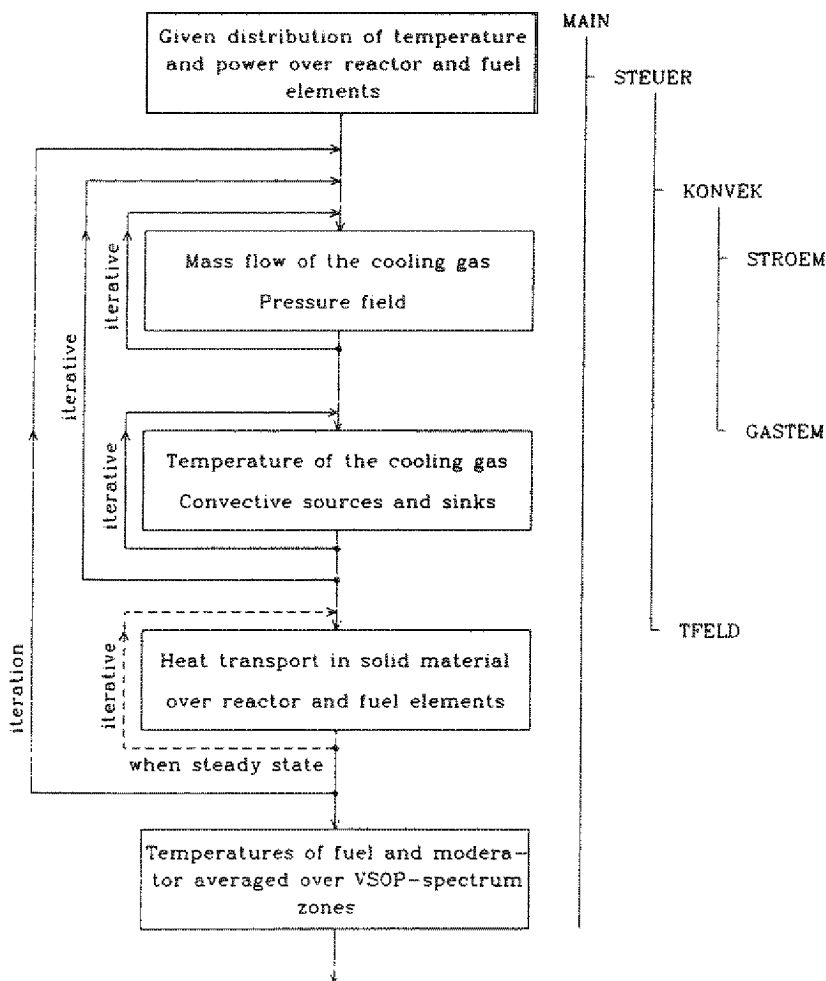 Given distribution of temperature
and power over reactor and fuel
elements
MAIN
STEUER
KONVEK
STROEM
GASTEM
TFELD
iterative
Mass flow of the cooling gas
Pressure field
iterative
iterative
Temperature of the cooling gas
Convective sources and sinks
iteration
iterative
Heat transport in solid material
over reactor and fuel elements
when steady state
Temperatures of fuel and modera-
tor averaged over VSOP-spectrum
zones